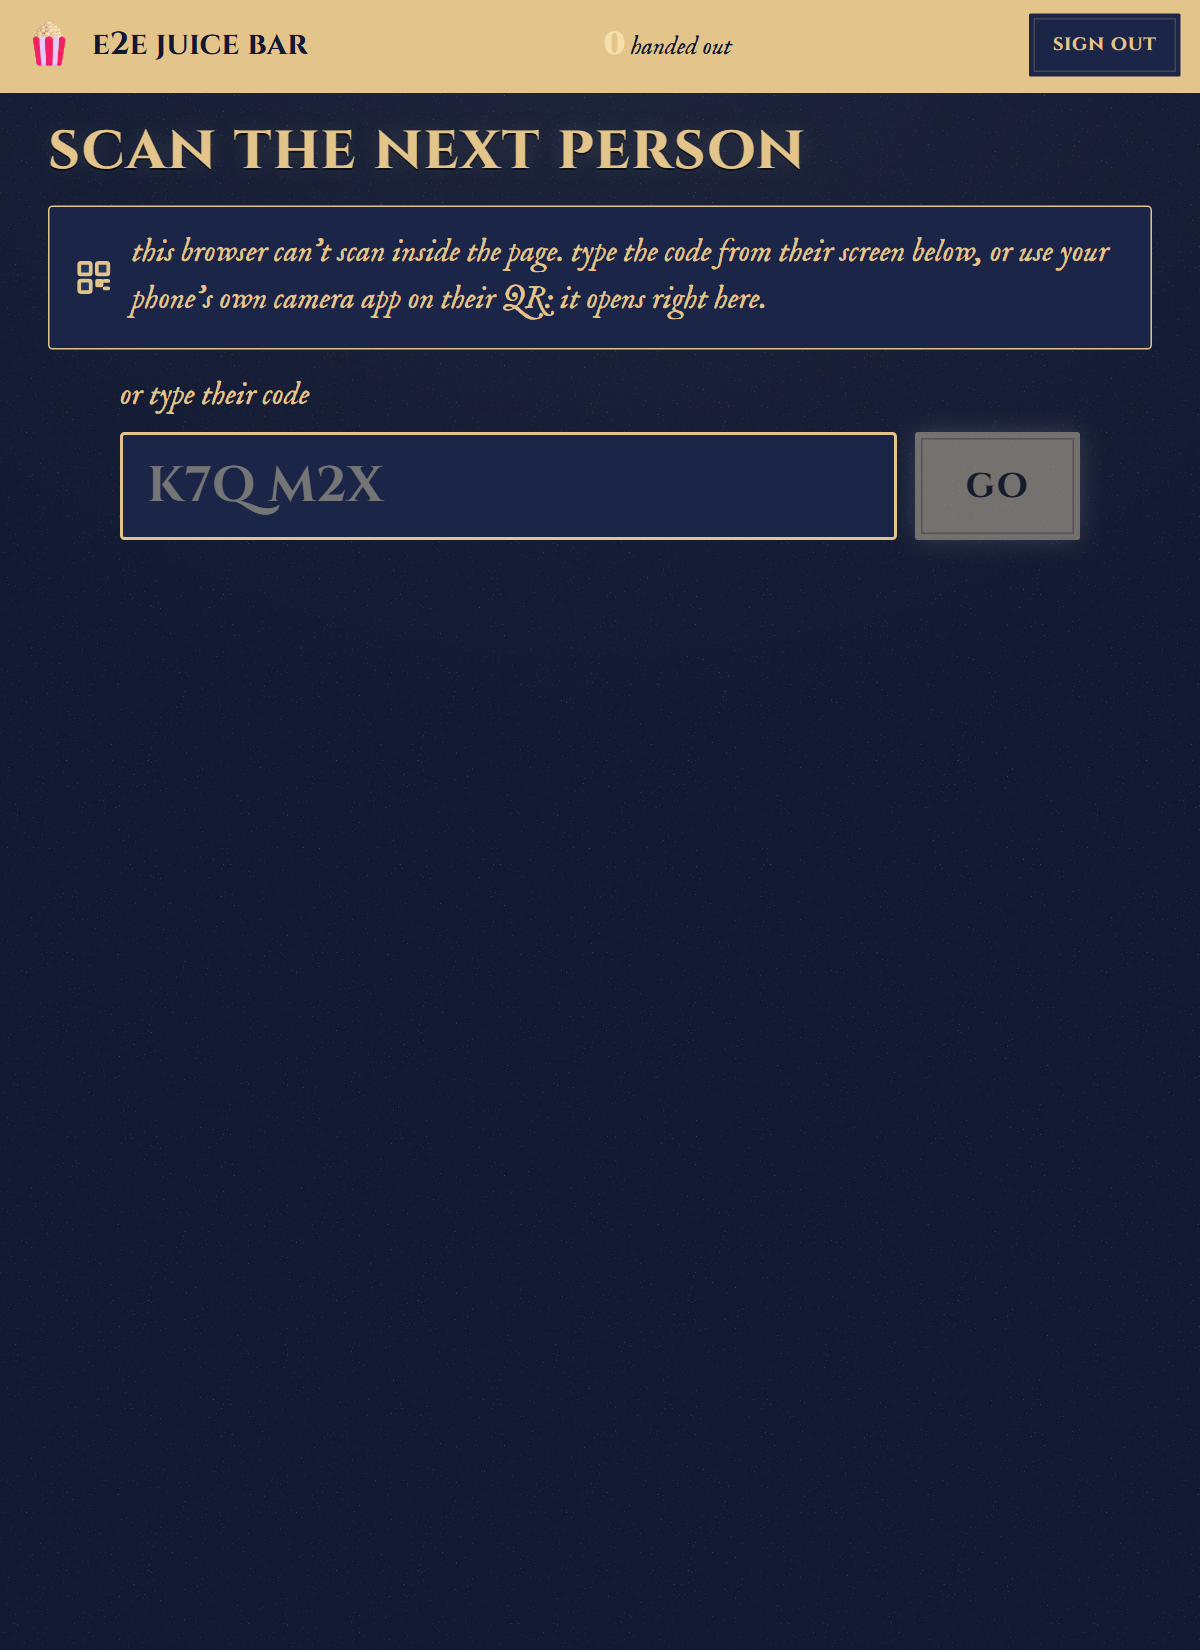 E2E JUICE BAR
0 handed out
SIGN OUT
SCAN THE NEXT PERSON
this browser can’t scan inside the page. type the code from their screen below, or use your
phone’s own camera app on their QR: it opens right here.
or type their code
K7Q M2X
GO